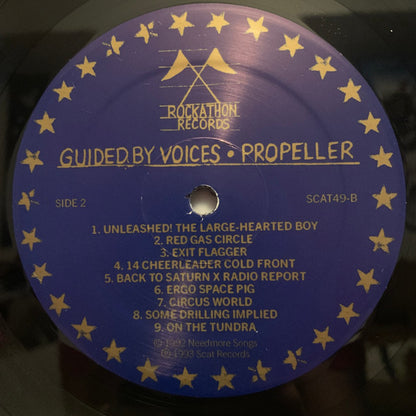 ROCKATHON
RECORDS
GUIDED BY VOICES • PROPELLER
SIDE 2
SCAT49-B
1. UNLEASHED! THE LARGE-HEARTED BOY
2. RED GAS CIRCLE
3. EXIT FLAGGER
4. 14 CHEERLEADER COLD FRONT
5. BACK TO SATURN X RADIO REPORT
6. ERGO SPACE PIG
7. CIRCUS WORLD
8. SOME DRILLING IMPLIED
9. ON THE TUNDRA
© 1992 Needmore Songs
℗ 1993 Scat Records